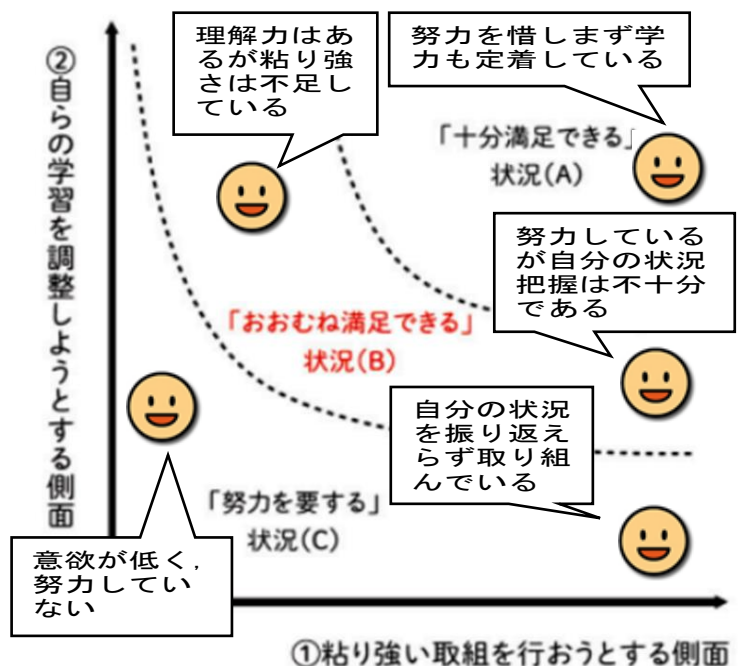 ②自らの学習を調整しようとする側面
理解力はあ
るが粘り強
さは不足し
ている
努力を惜しまず学
力も定着している
「十分満足できる」
状況(A)
努力している
が自分の状況
把握は不十分
である
「おおむね満足できる」
状況(B)
自分の状況
を振り返え
らず取り組
んでいる
「努力を要する」
状況(C)
意欲が低く,
努力してい
ない
①粘り強い取組を行おうとする側面